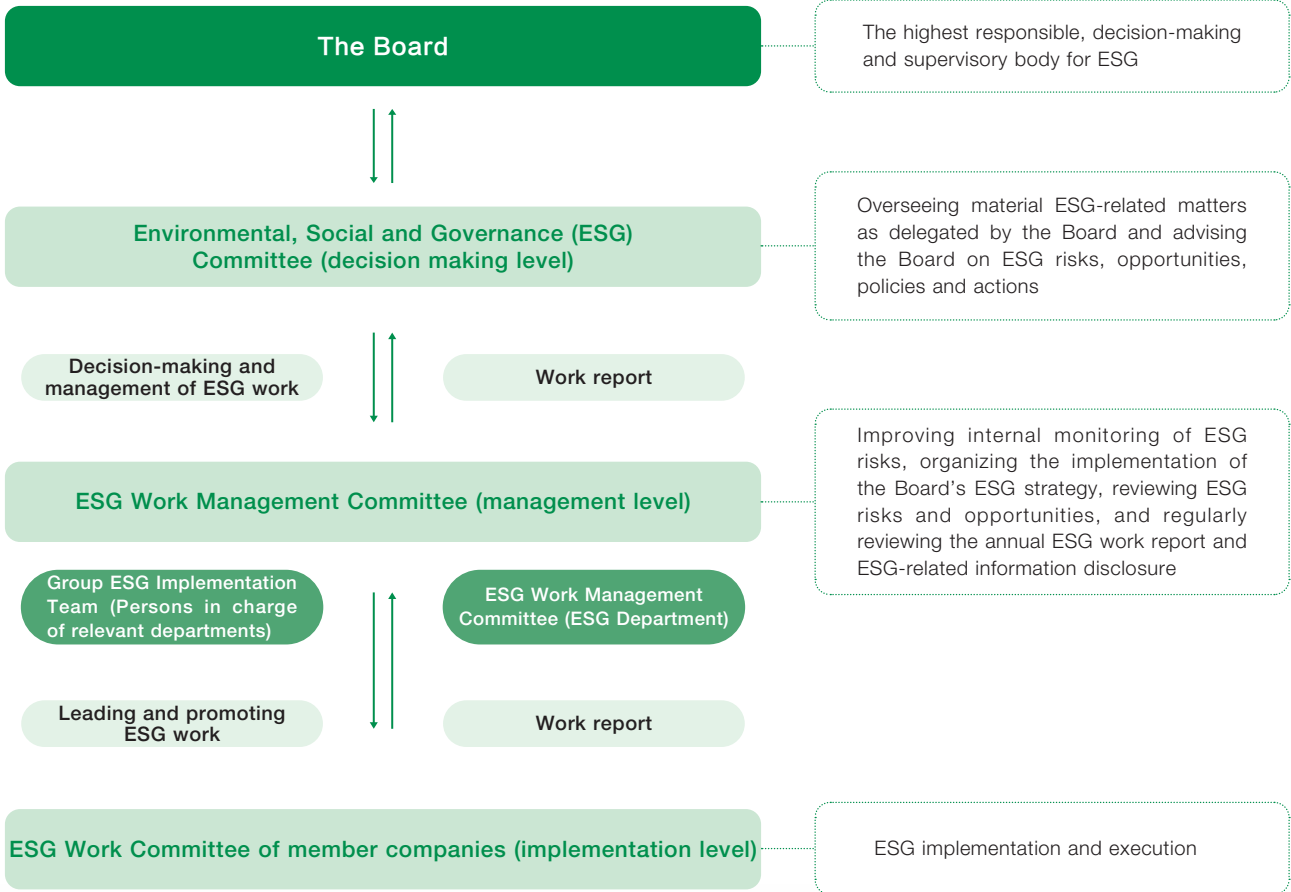 The Board
The highest responsible, decision-making
and supervisory body for ESG
Environmental, Social and Governance (ESG)
Committee (decision making level)
Overseeing material ESG-related matters
as delegated by the Board and advising
the Board on ESG risks, opportunities,
policies and actions
Decision-making and
management of ESG work
Work report
ESG Work Management Committee (management level)
Improving internal monitoring of ESG
risks, organizing the implementation of
the Board’s ESG strategy, reviewing ESG
risks and opportunities, and regularly
reviewing the annual ESG work report and
ESG-related information disclosure
Group ESG Implementation
Team (Persons in charge
of relevant departments)
ESG Work Management
Committee (ESG Department)
Leading and promoting
ESG work
Work report
ESG Work Committee of member companies (implementation level)
ESG implementation and execution